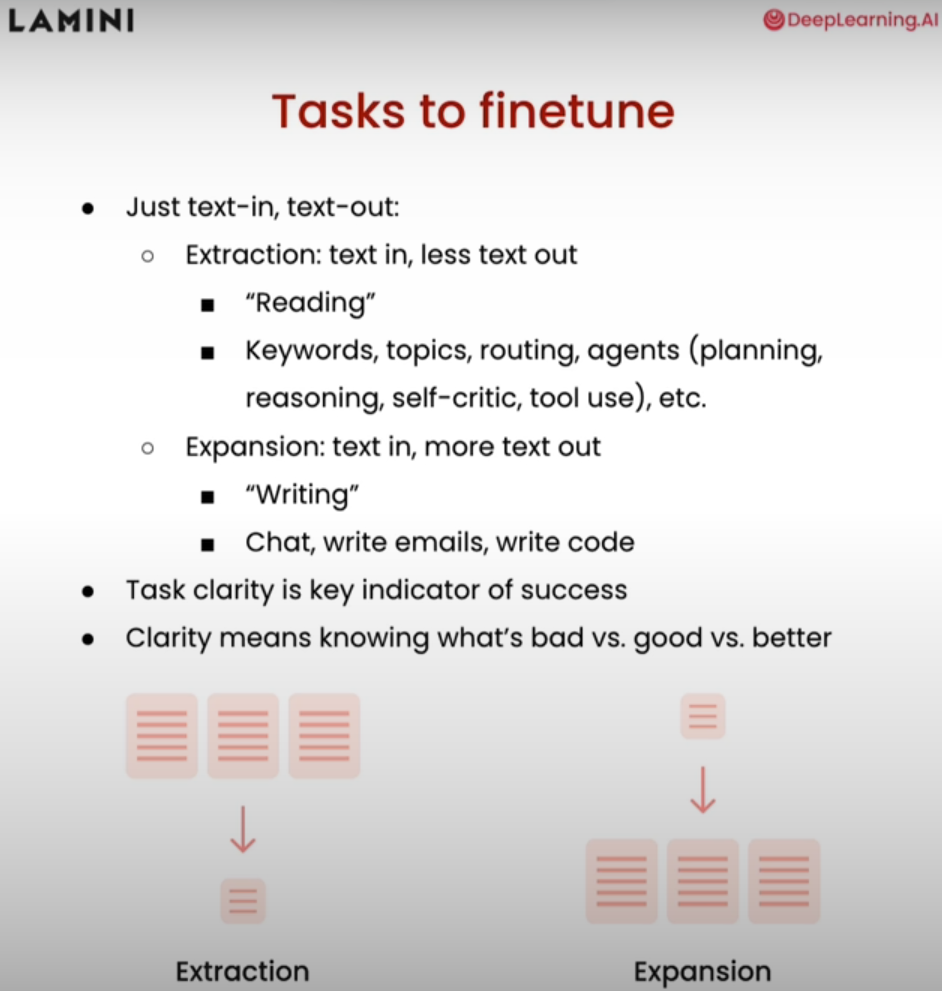 LAMINI
DeepLearning.AI
Tasks to finetune
● Just text-in, text-out:
○ Extraction: text in, less text out
■ “Reading”
■ Keywords, topics, routing, agents (planning,
reasoning, self-critic, tool use), etc.
○ Expansion: text in, more text out
■ “Writing”
■ Chat, write emails, write code
● Task clarity is key indicator of success
● Clarity means knowing what’s bad vs. good vs. better
Extraction
Expansion